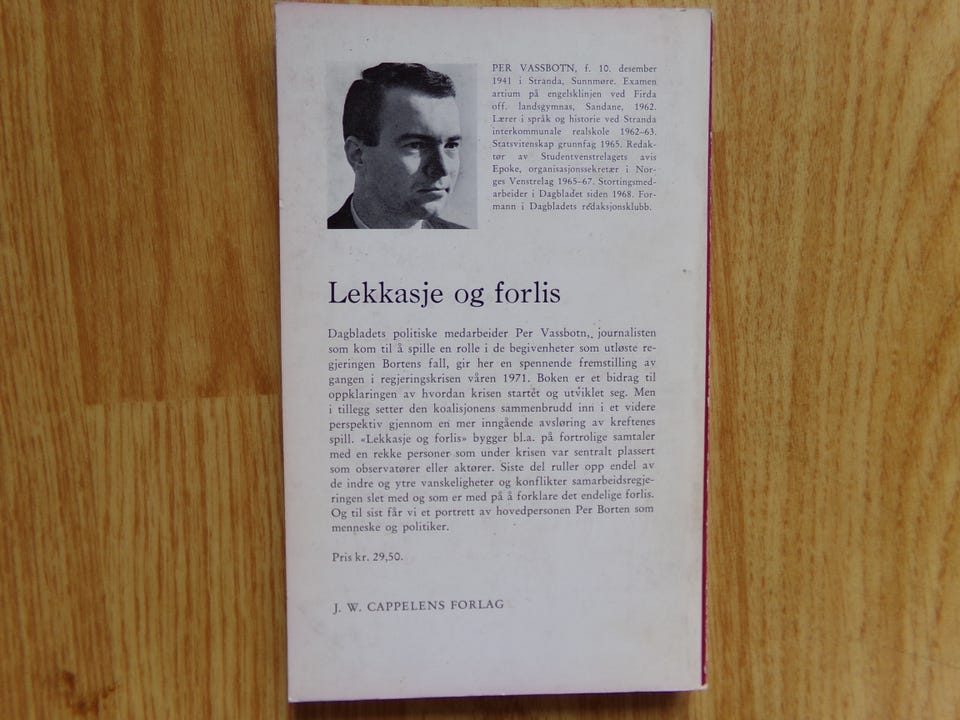 PER VASSBOTN, f. 10. desember
1941 i Stranda, Sunnmøre. Examen
artium på engelsklinjen ved Firda
off. landsgymnas, Sandane, 1962.
Lærer i språk og historie ved Stranda
interkommunale realskole 1962–63.
Statsvitenskap grunnfag 1965. Redak-
tør av Studentvenstrelagets avis
Epoke, organisasjonssekretær i Nor-
ges Venstrelag 1965–67. Stortingsmed-
arbeider i Dagbladet siden 1968. For-
mann i Dagbladets redaksjonsklubb.
Lekkasje og forlis
Dagbladets politiske medarbeider Per Vassbotn, journalisten
som kom til å spille en rolle i de begivenheter som utløste re-
gjeringen Bortens fall, gir her en spennende fremstilling av
gangen i regjeringskrisen våren 1971. Boken er et bidrag til
oppklaringen av hvordan krisen startet og utviklet seg. Men
i tillegg setter den koalisjonens sammenbrudd inn i et videre
perspektiv gjennom en mer inngående avsløring av kreftenes
spill. «Lekkasje og forlis» bygger bl.a. på fortrolige samtaler
med en rekke personer som under krisen var sentralt plassert
som observatører eller aktører. Siste del ruller opp endel av
de indre og ytre vanskeligheter og konflikter samarbeidsregje-
ringen slet med og som er med på å forklare det endelige forlis.
Og til sist får vi et portrett av hovedpersonen Per Borten som
menneske og politiker.
Pris kr. 29,50.
J. W. CAPPELENS FORLAG